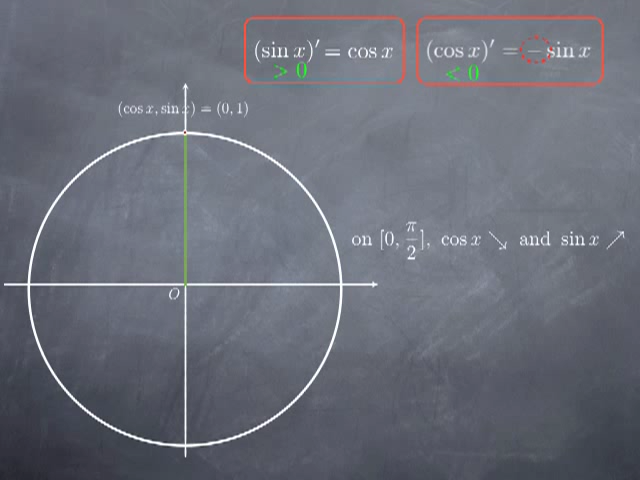 (sin x)′ = cos x
> 0
(cos x)′ = − sin x
< 0
(cos x, sin x) = (0, 1)
on [0, π/2], cos x ↘ and sin x ↗
O